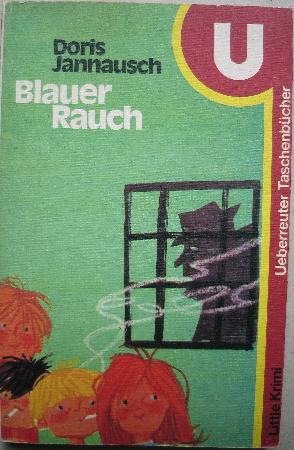 Doris
Jannausch
Blauer
Rauch
U
Ueberreuter Taschenbücher
Little Krimi